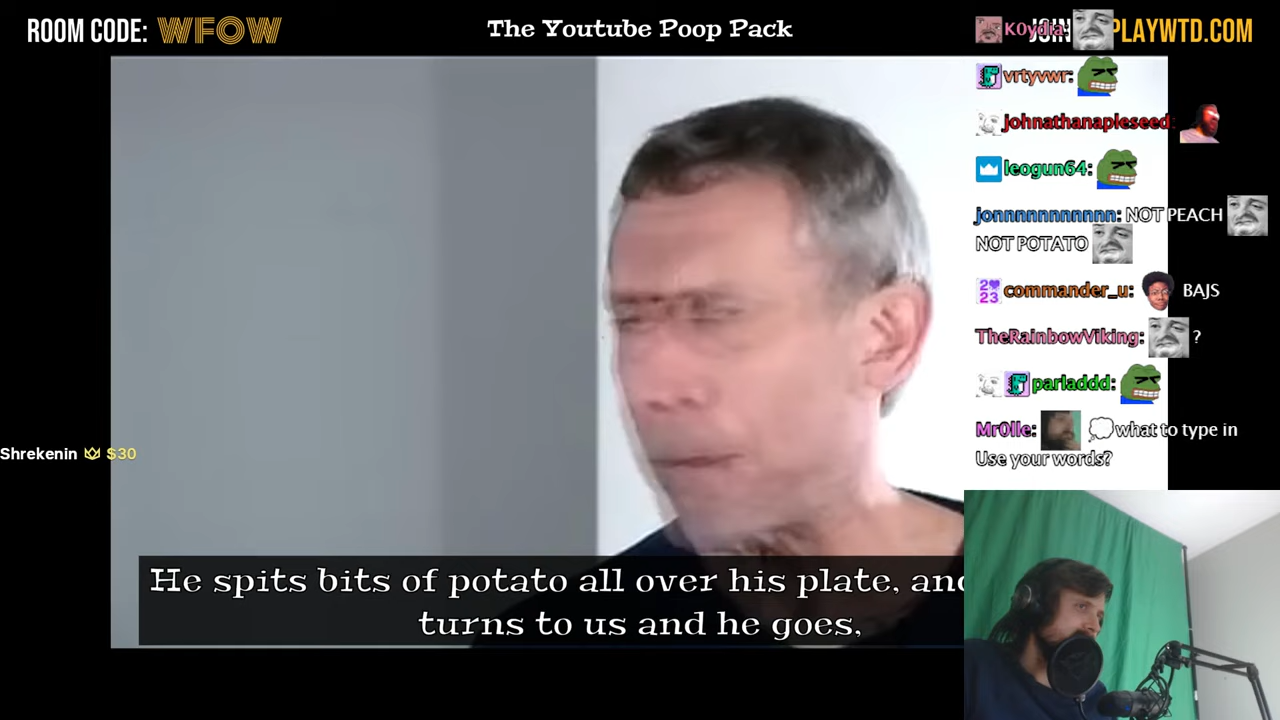 ROOM CODE: WFOW
The Youtube Poop Pack
JOIN
PLAYWTD.COM
K0ydia:
vrtyvwr:
johnathanapleseed:
leogun64:
jonnnnnnnnnnn: NOT PEACH
NOT POTATO
commander_u: BAJS
TheRainbowViking: ?
parladdd:
Mr0lle: what to type in
Use your words?
Shrekenin $30
He spits bits of potato all over his plate, and
turns to us and he goes,